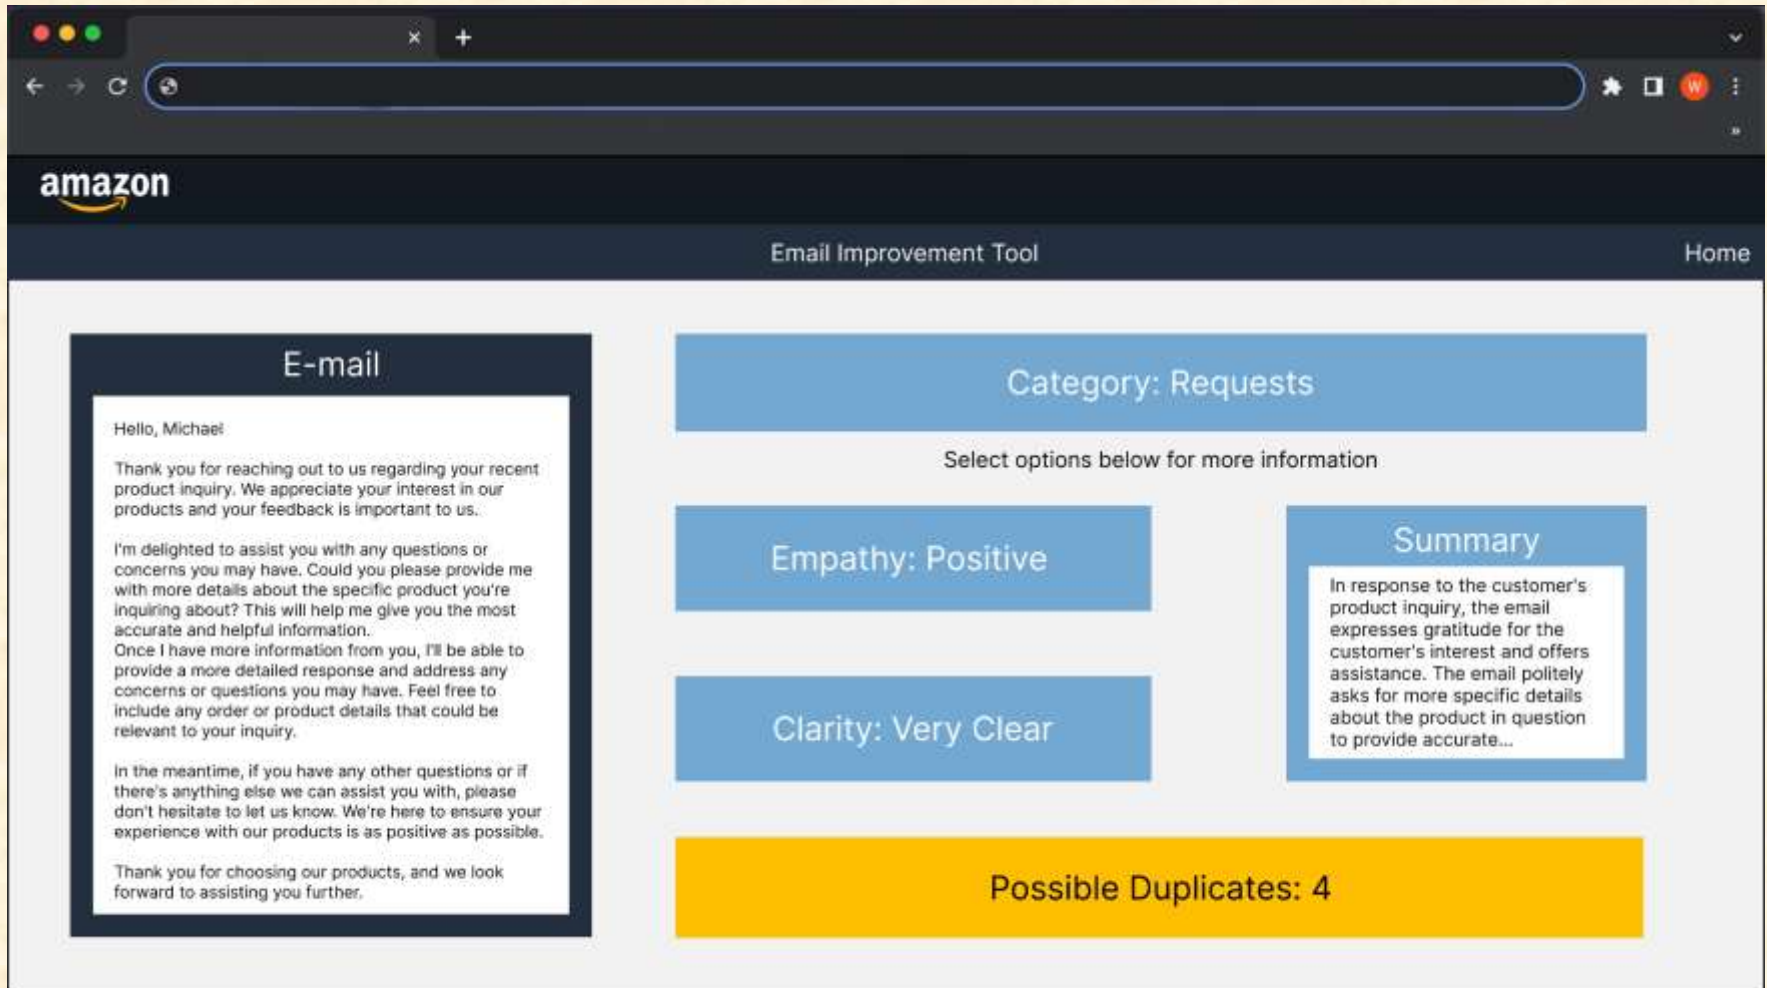 W
amazon
Email Improvement Tool
Home
E-mail
Hello, Michael
Thank you for reaching out to us regarding your recent
product inquiry. We appreciate your interest in our
products and your feedback is important to us.
I'm delighted to assist you with any questions or
concerns you may have. Could you please provide me
with more details about the specific product you're
inquiring about? This will help me give you the most
accurate and helpful information.
Once I have more information from you, I'll be able to
provide a more detailed response and address any
concerns or questions you may have. Feel free to
include any order or product details that could be
relevant to your inquiry.
In the meantime, if you have any other questions or if
there's anything else we can assist you with, please
don't hesitate to let us know. We're here to ensure your
experience with our products is as positive as possible.
Thank you for choosing our products, and we look
forward to assisting you further.
Category: Requests
Select options below for more information
Empathy: Positive
Clarity: Very Clear
Summary
In response to the customer's
product inquiry, the email
expresses gratitude for the
customer's interest and offers
assistance. The email politely
asks for more specific details
about the product in question
to provide accurate...
Possible Duplicates: 4